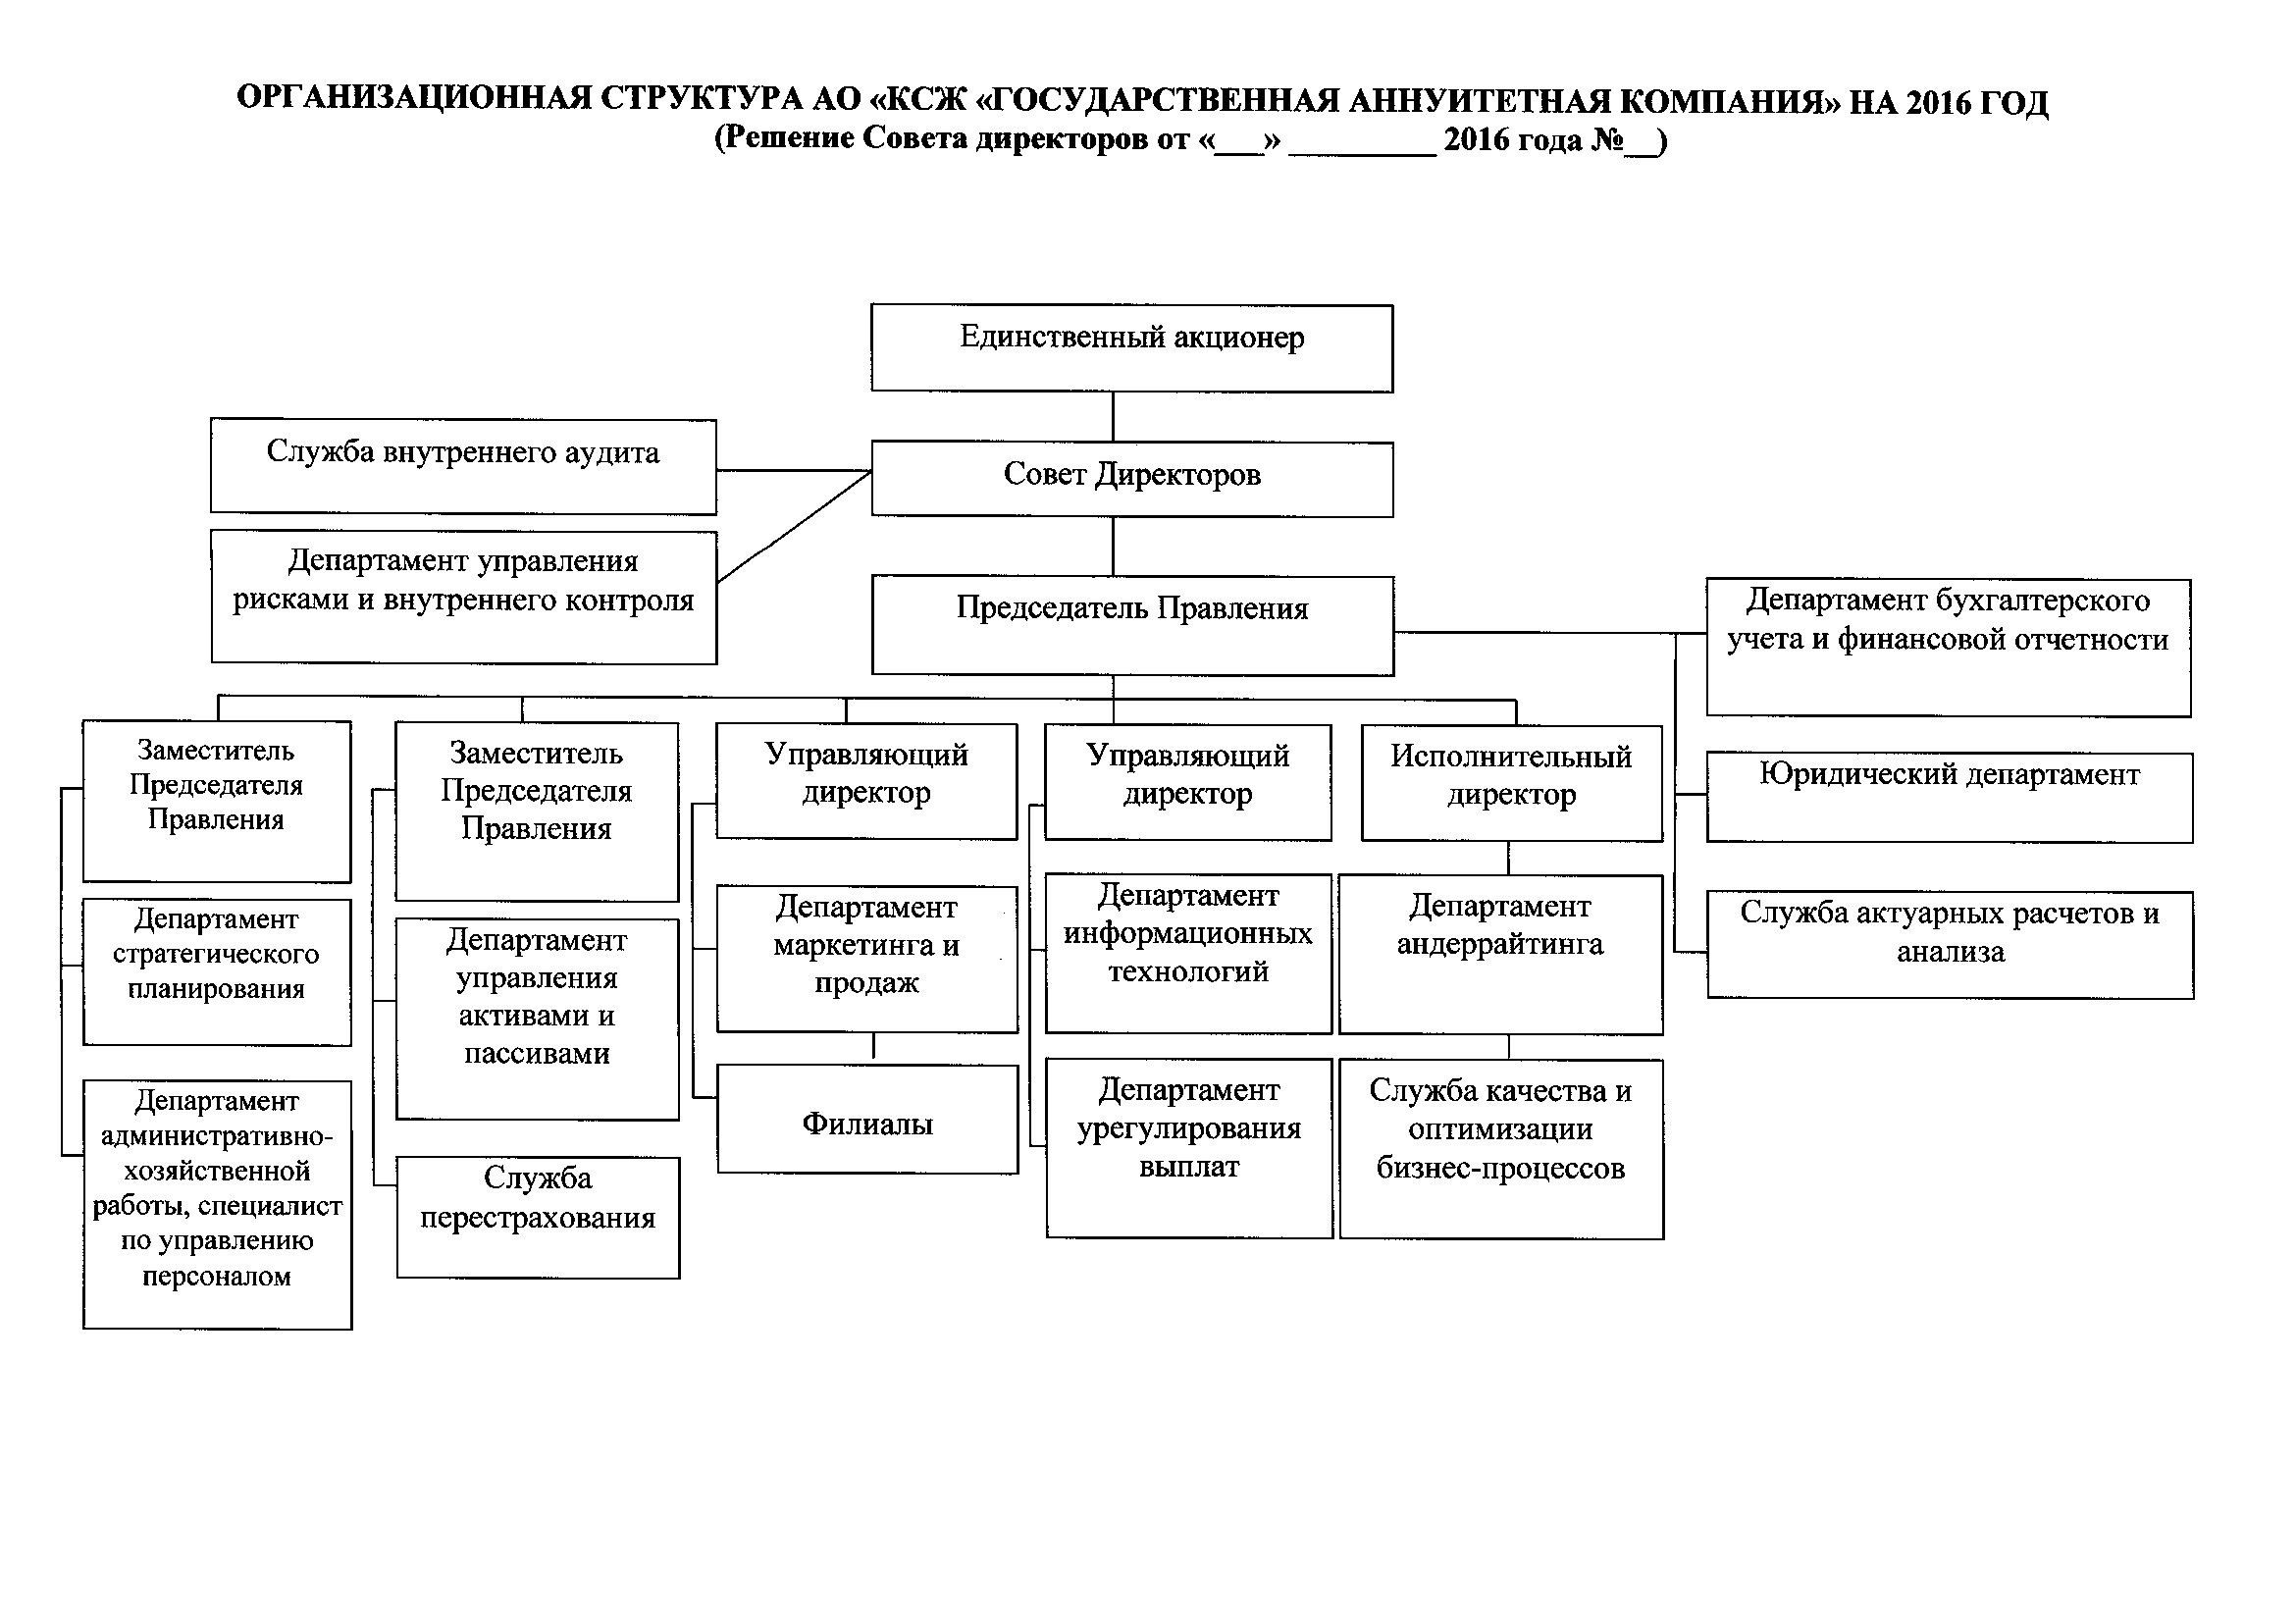 ОРГАНИЗАЦИОННАЯ СТРУКТУРА АО «КСЖ «ГОСУДАРСТВЕННАЯ АННУИТЕТНАЯ КОМПАНИЯ» НА 2016 ГОД
(Решение Совета директоров от «___» _________ 2016 года №__)
Единственный акционер
Служба внутреннего аудита
Совет Директоров
Департамент управления
рисками и внутреннего контроля
Председатель Правления
Департамент бухгалтерского
учета и финансовой отчетности
Заместитель
Председателя
Правления
Заместитель
Председателя
Правления
Управляющий
директор
Управляющий
директор
Исполнительный
директор
Юридический департамент
Департамент
стратегического
планирования
Департамент
управления
активами и
пассивами
Департамент
маркетинга и
продаж
Департамент
информационных
технологий
Департамент
андеррайтинга
Служба актуарных расчетов и
анализа
Департамент
административно-
хозяйственной
работы, специалист
по управлению
персоналом
Служба
перестрахования
Филиалы
Департамент
урегулирования
выплат
Служба качества и
оптимизации
бизнес-процессов